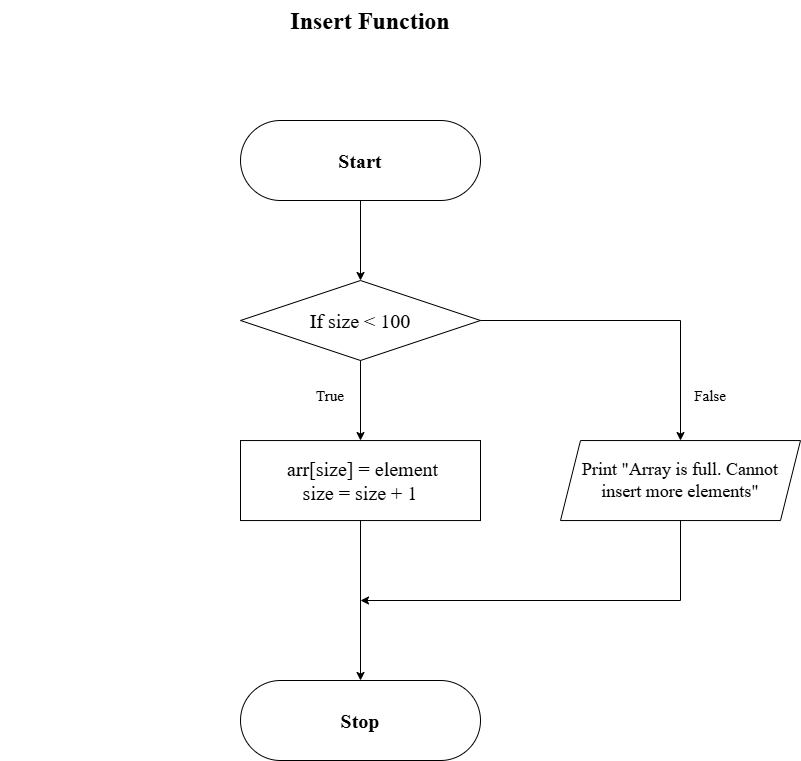 Insert Function
Start
If size < 100
True
False
arr[size] = element
size = size + 1
Print "Array is full. Cannot
insert more elements"
Stop